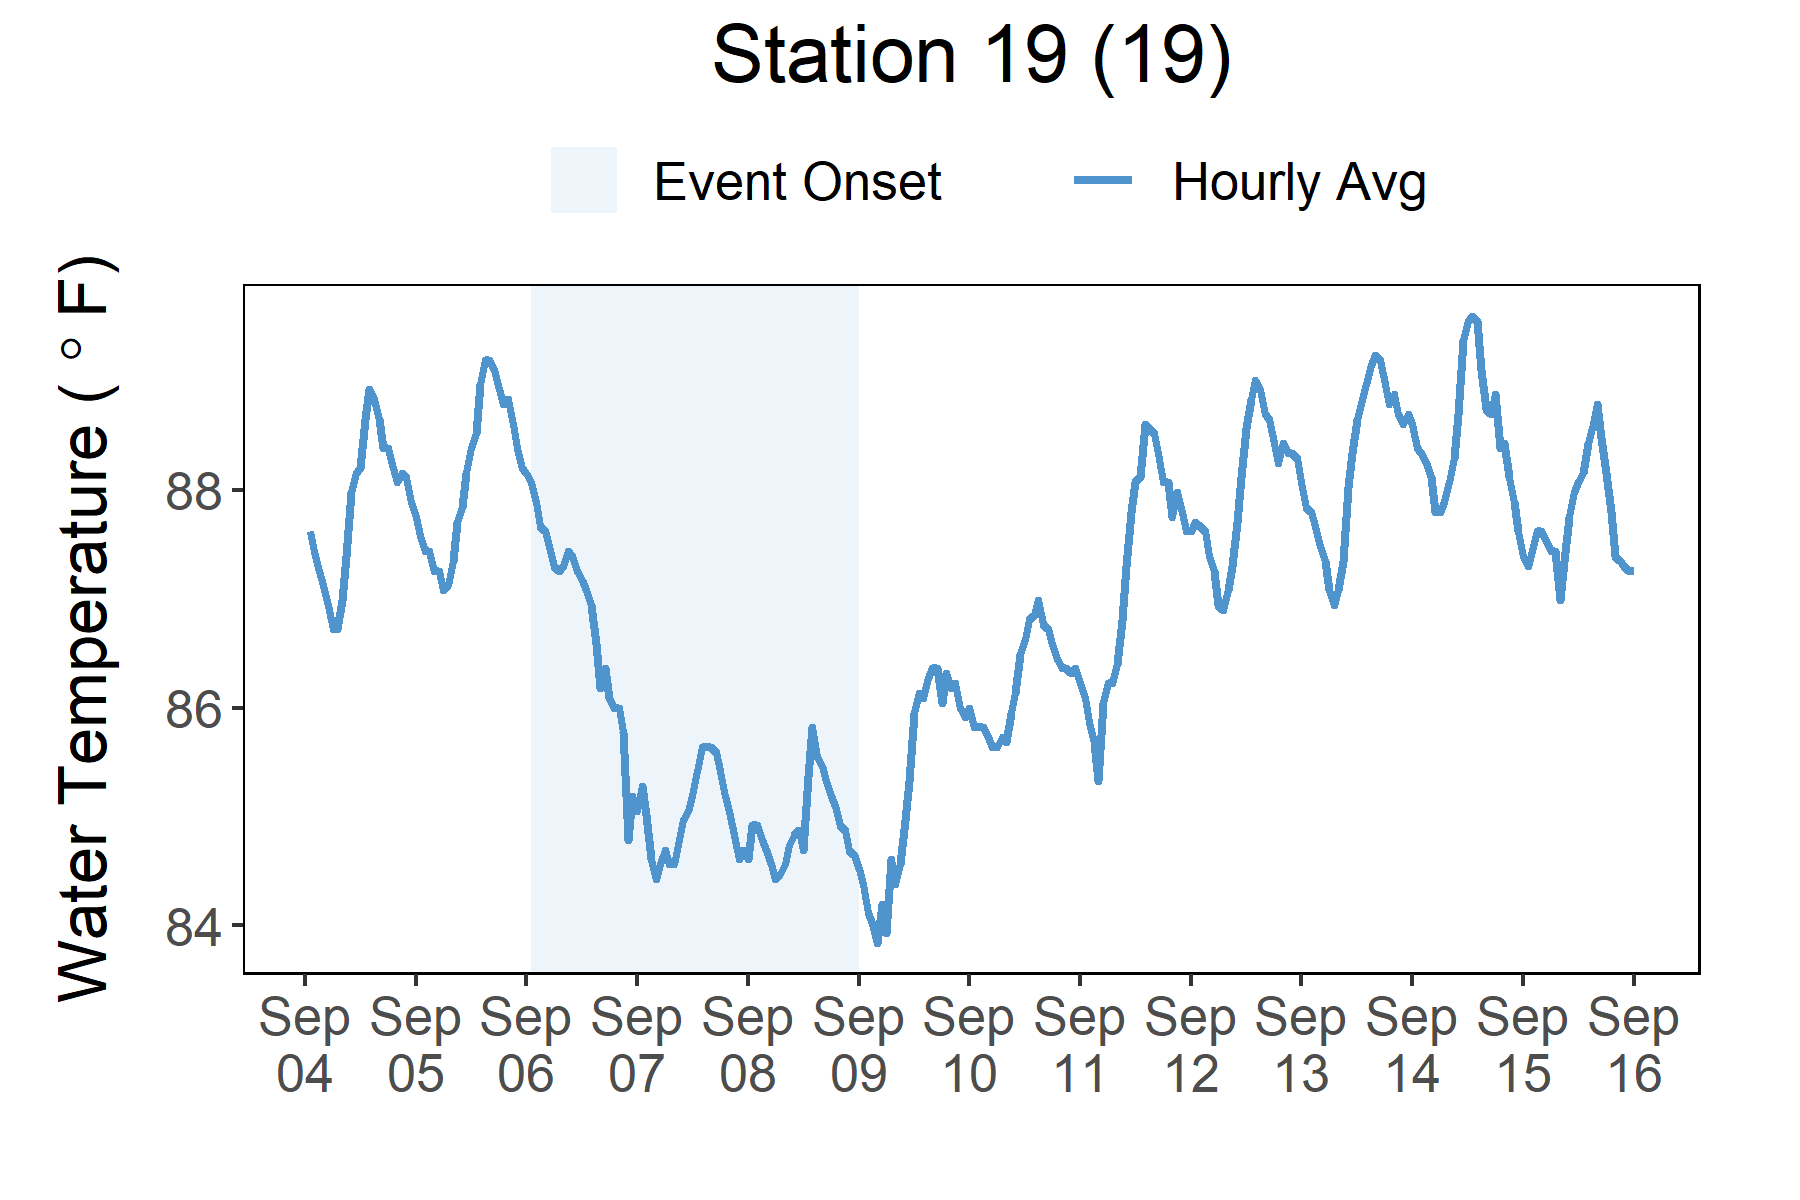 Station 19 (19)
Event Onset
Hourly Avg
Water Temperature ( ° F)
88
86
84
Sep 04
Sep 05
Sep 06
Sep 07
Sep 08
Sep 09
Sep 10
Sep 11
Sep 12
Sep 13
Sep 14
Sep 15
Sep 16